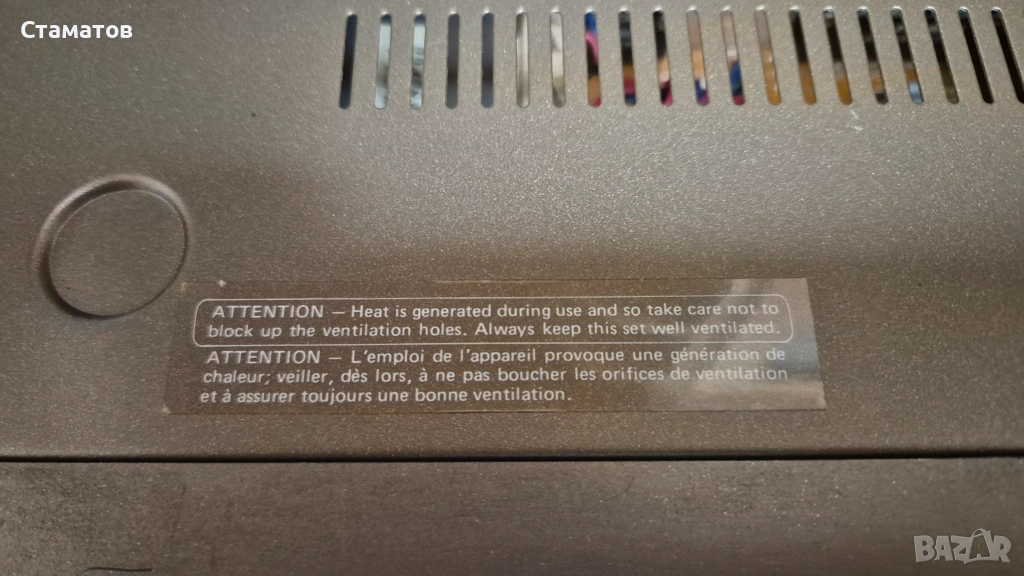 Стаматов
ATTENTION — Heat is generated during use and so take care not to
block up the ventilation holes. Always keep this set well ventilated.
ATTENTION — L'emploi de l'appareil provoque une génération de
chaleur; veiller, dès lors, à ne pas boucher les orifices de ventilation
et à assurer toujours une bonne ventilation.
BAZAR